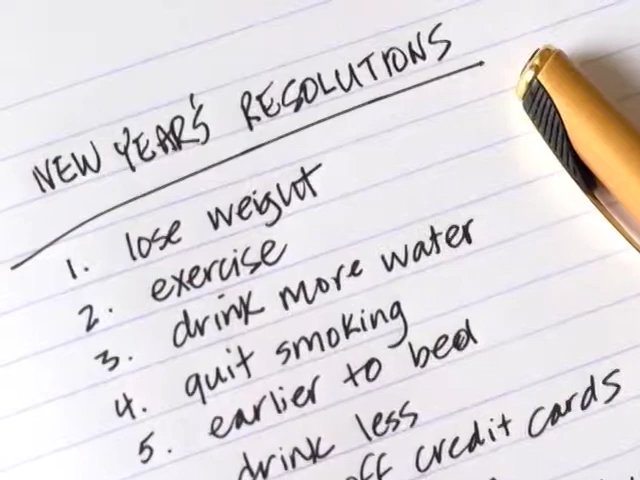 NEW YEAR'S RESOLUTIONS
1. lose weight
2. exercise
3. drink more water
4. quit smoking
5. earlier to bed
drink less
off credit cards